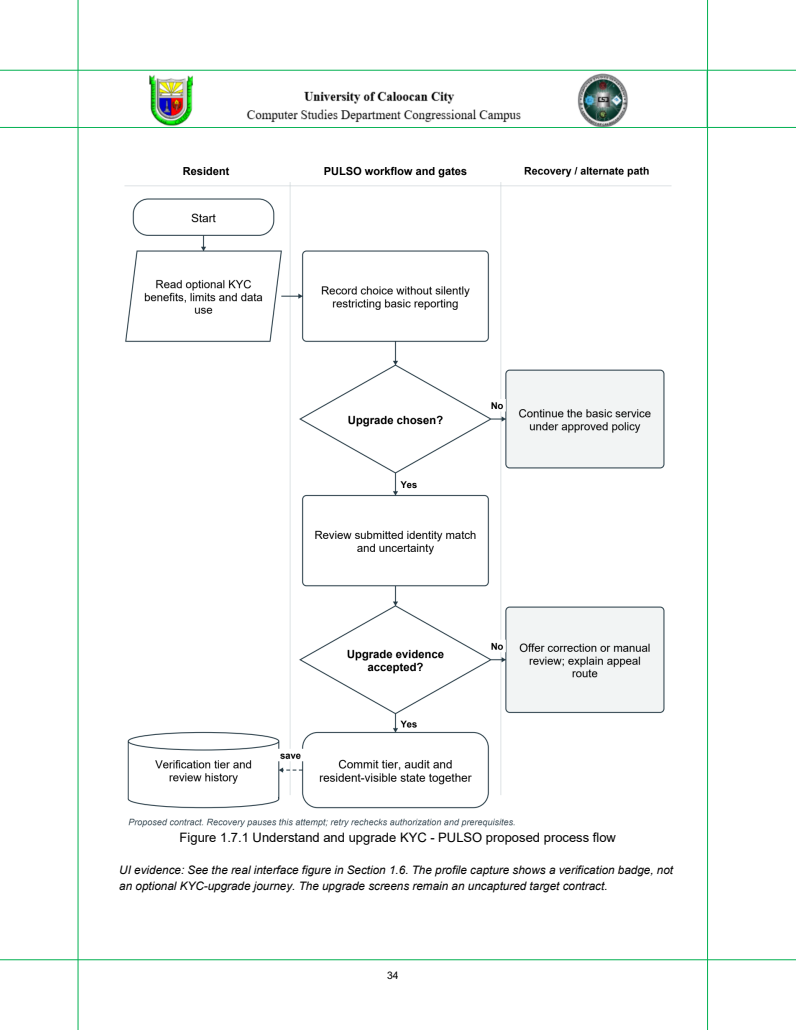 University of Caloocan City
Computer Studies Department Congressional Campus
Resident
PULSO workflow and gates
Recovery / alternate path
Start
Read optional KYC
benefits, limits and data
use
Record choice without silently
restricting basic reporting
Upgrade chosen?
No
Continue the basic service
under approved policy
Yes
Review submitted identity match
and uncertainty
Upgrade evidence
accepted?
No
Offer correction or manual
review; explain appeal
route
Yes
Verification tier and
review history
save
Commit tier, audit and
resident-visible state together
Proposed contract. Recovery pauses this attempt; retry rechecks authorization and prerequisites.
Figure 1.7.1 Understand and upgrade KYC - PULSO proposed process flow
UI evidence: See the real interface figure in Section 1.6. The profile capture shows a verification badge, not
an optional KYC-upgrade journey. The upgrade screens remain an uncaptured target contract.
34